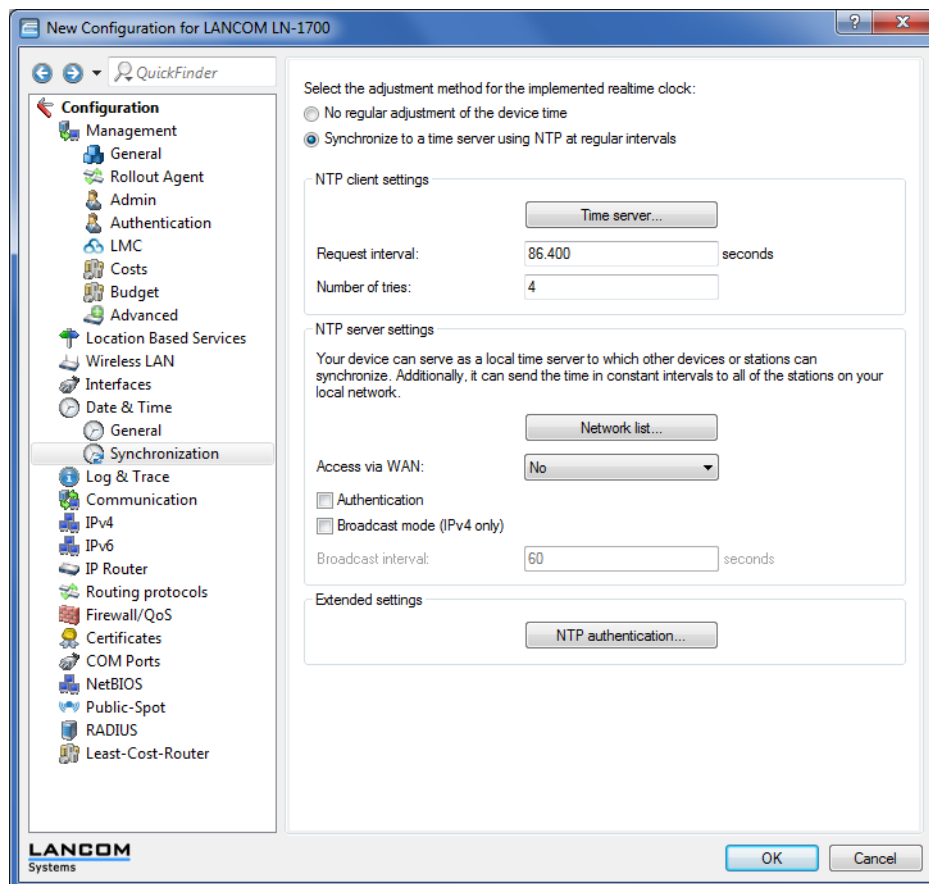 New Configuration for LANCOM LN-1700
QuickFinder
Configuration
Management
General
Rollout Agent
Admin
Authentication
LMC
Costs
Budget
Advanced
Location Based Services
Wireless LAN
Interfaces
Date & Time
General
Synchronization
Log & Trace
Communication
IPv4
IPv6
IP Router
Routing protocols
Firewall/QoS
Certificates
COM Ports
NetBIOS
Public-Spot
RADIUS
Least-Cost-Router
LANCOM
Systems
Select the adjustment method for the implemented realtime clock:
No regular adjustment of the device time
Synchronize to a time server using NTP at regular intervals
NTP client settings
Time server...
Request interval: 86.400 seconds
Number of tries: 4
NTP server settings
Your device can serve as a local time server to which other devices or stations can
synchronize. Additionally, it can send the time in constant intervals to all of the stations on your
local network.
Network list...
Access via WAN: No
Authentication
Broadcast mode (IPv4 only)
Broadcast interval: 60 seconds
Extended settings
NTP authentication...
OK Cancel